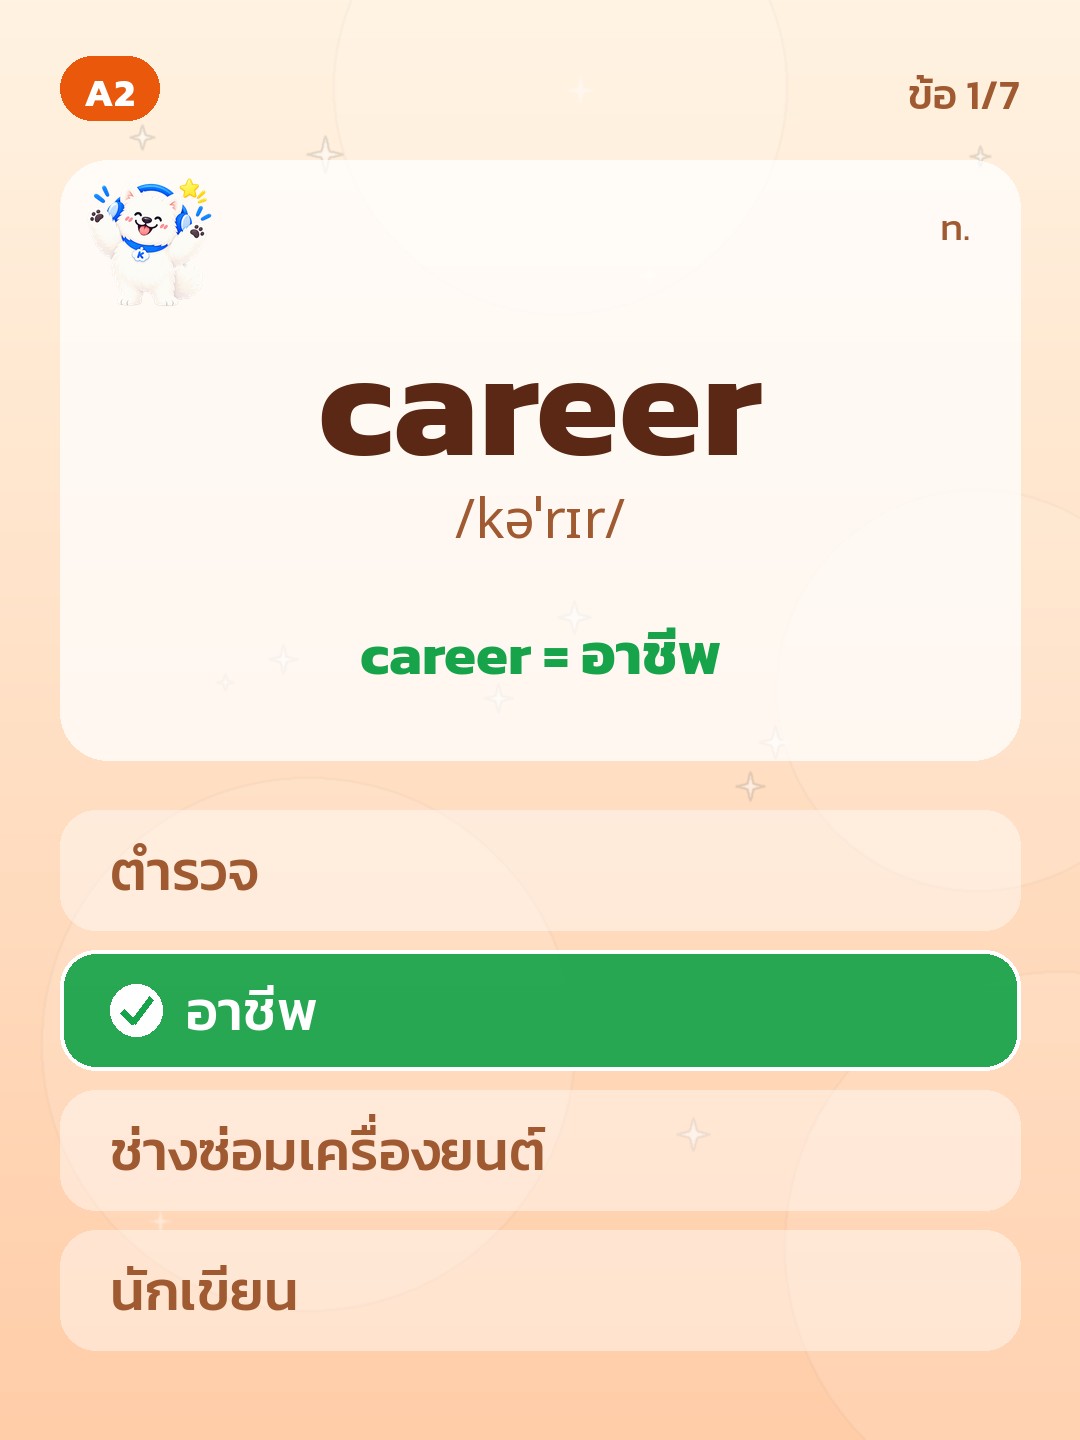 A2
ข้อ 1/7
n.
K
career
/kəˈrɪr/
career = อาชีพ
ตำรวจ
อาชีพ
ช่างซ่อมเครื่องยนต์
นักเขียน